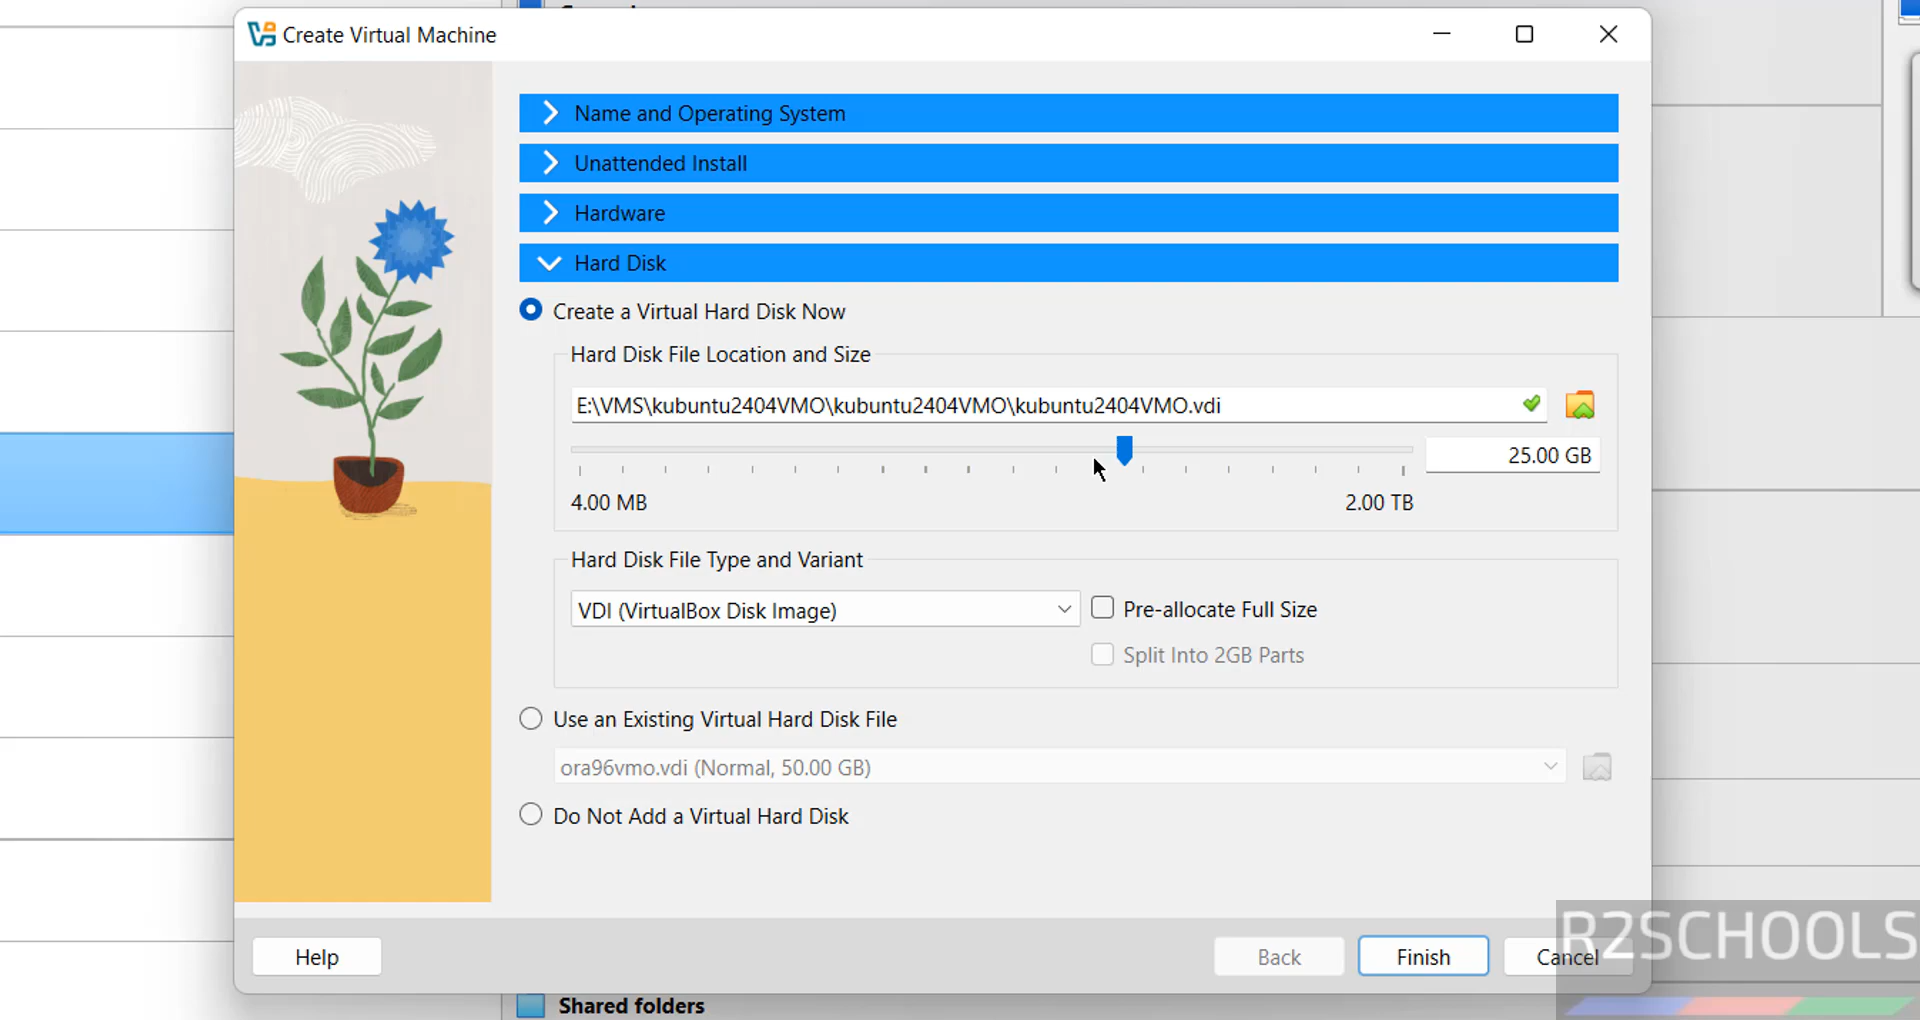 Create Virtual Machine
Name and Operating System
Unattended Install
Hardware
Hard Disk
Create a Virtual Hard Disk Now
Hard Disk File Location and Size
E:\VMS\kubuntu2404VMO\kubuntu2404VMO\kubuntu2404VMO.vdi
25.00 GB
4.00 MB 2.00 TB
Hard Disk File Type and Variant
VDI (VirtualBox Disk Image) Pre-allocate Full Size
Split Into 2GB Parts
Use an Existing Virtual Hard Disk File
ora96vmo.vdi (Normal, 50.00 GB)
Do Not Add a Virtual Hard Disk
Help Back Finish Cancel
R2SCHOOLS
Shared folders